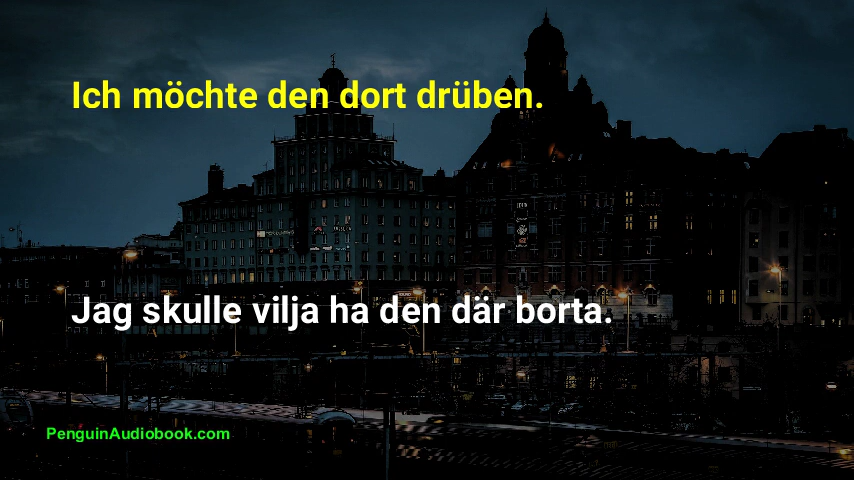 Ich möchte den dort drüben.
Jag skulle vilja ha den där borta.
PenguinAudiobook.com